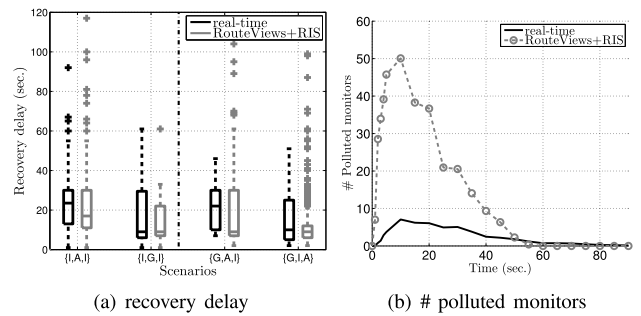 120
100
80
60
40
20
0
Recovery delay (sec.)
real-time
RouteViews+RIS
{I,A,I}
{I,G,I}
{G,A,I}
{G,I,A}
Scenarios
(a) recovery delay
60
50
40
30
20
10
0
# Polluted monitors
real-time
RouteViews+RIS
0
20
40
60
80
Time (sec.)
(b) # polluted monitors